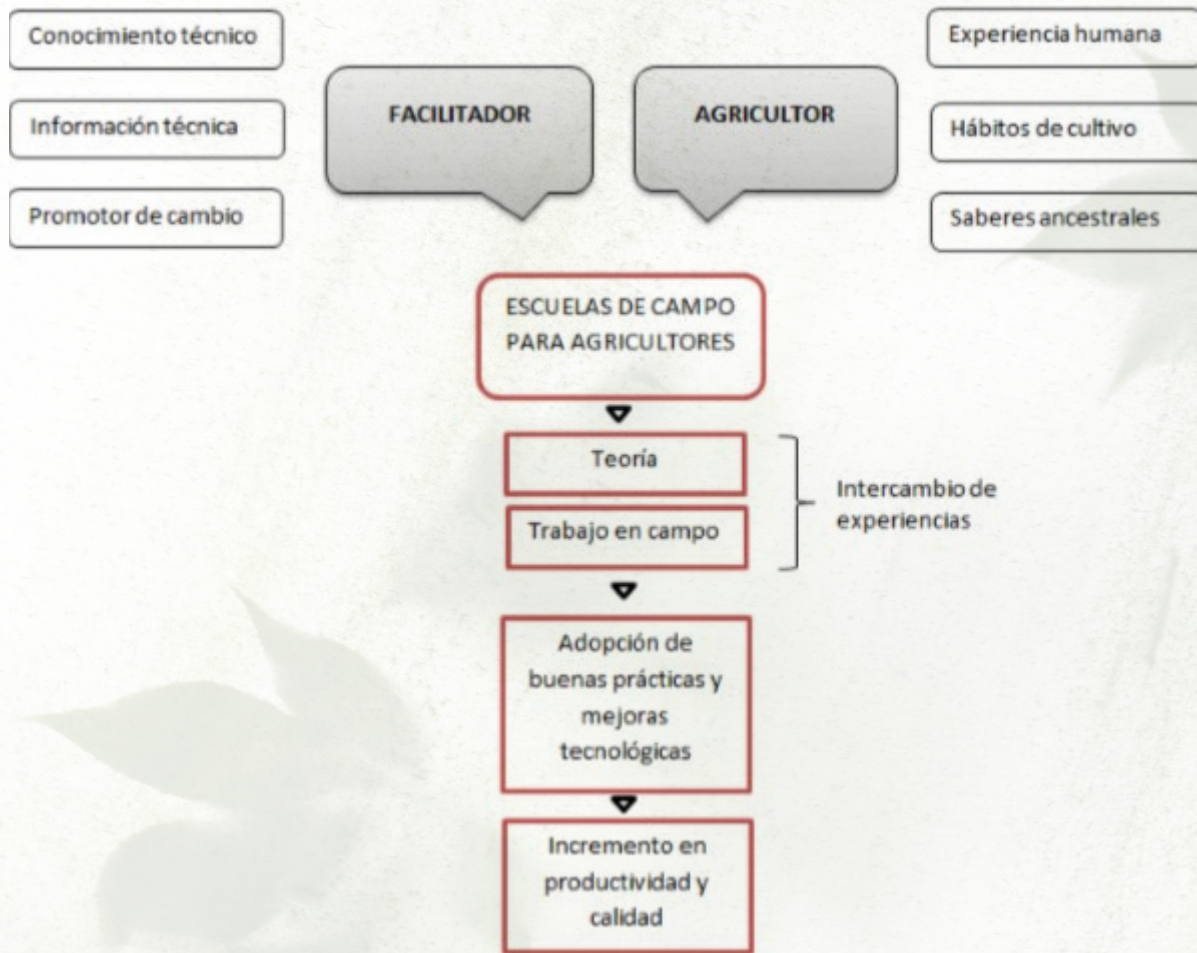 Conocimiento técnico
Información técnica
Promotor de cambio
FACILITADOR
AGRICULTOR
Experiencia humana
Hábitos de cultivo
Saberes ancestrales
ESCUELAS DE CAMPO
PARA AGRICULTORES
Teoría
Trabajo en campo
Intercambio de
experiencias
Adopción de
buenas prácticas y
mejoras
tecnológicas
Incremento en
productividad y
calidad